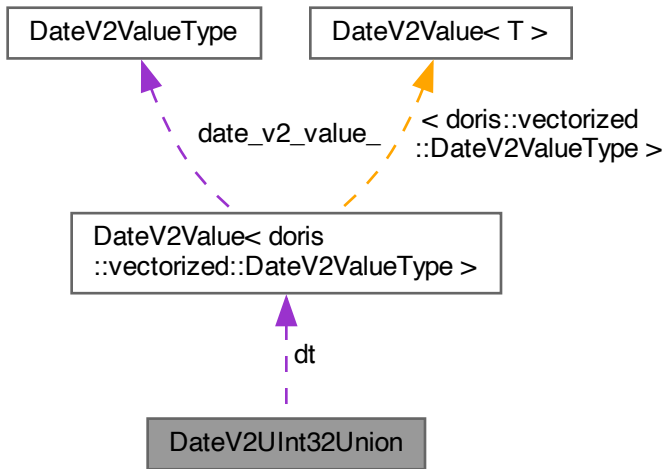 DateV2ValueType
DateV2Value< T >
date_v2_value_
< doris::vectorized
::DateV2ValueType >
DateV2Value< doris
::vectorized::DateV2ValueType >
dt
DateV2UInt32Union